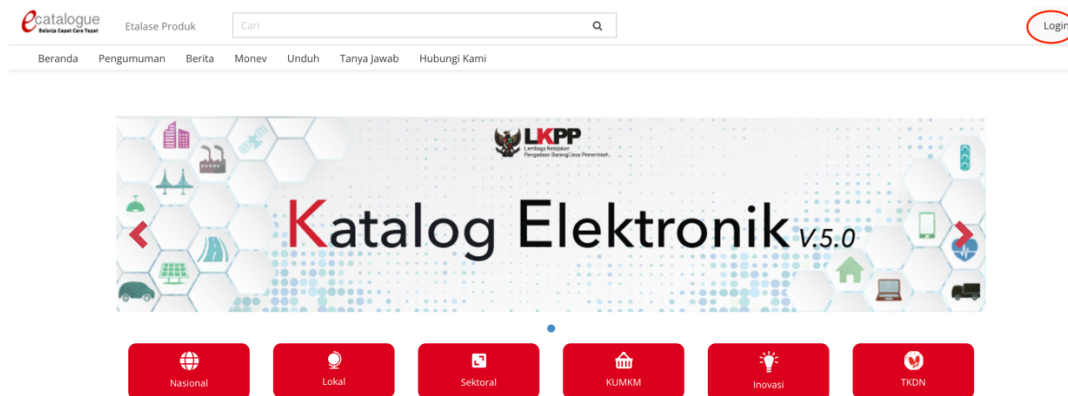 ecatalogue
Belanja Cepat Cara Tepat
Etalase Produk
Cari
Login
Beranda Pengumuman Berita Monev Unduh Tanya Jawab Hubungi Kami
LKPP
Lembaga Kebijakan
Pengadaan Barang/Jasa Pemerintah
Katalog Elektronik V.5.0
Nasional Lokal Sektoral KUMKM Inovasi TKDN